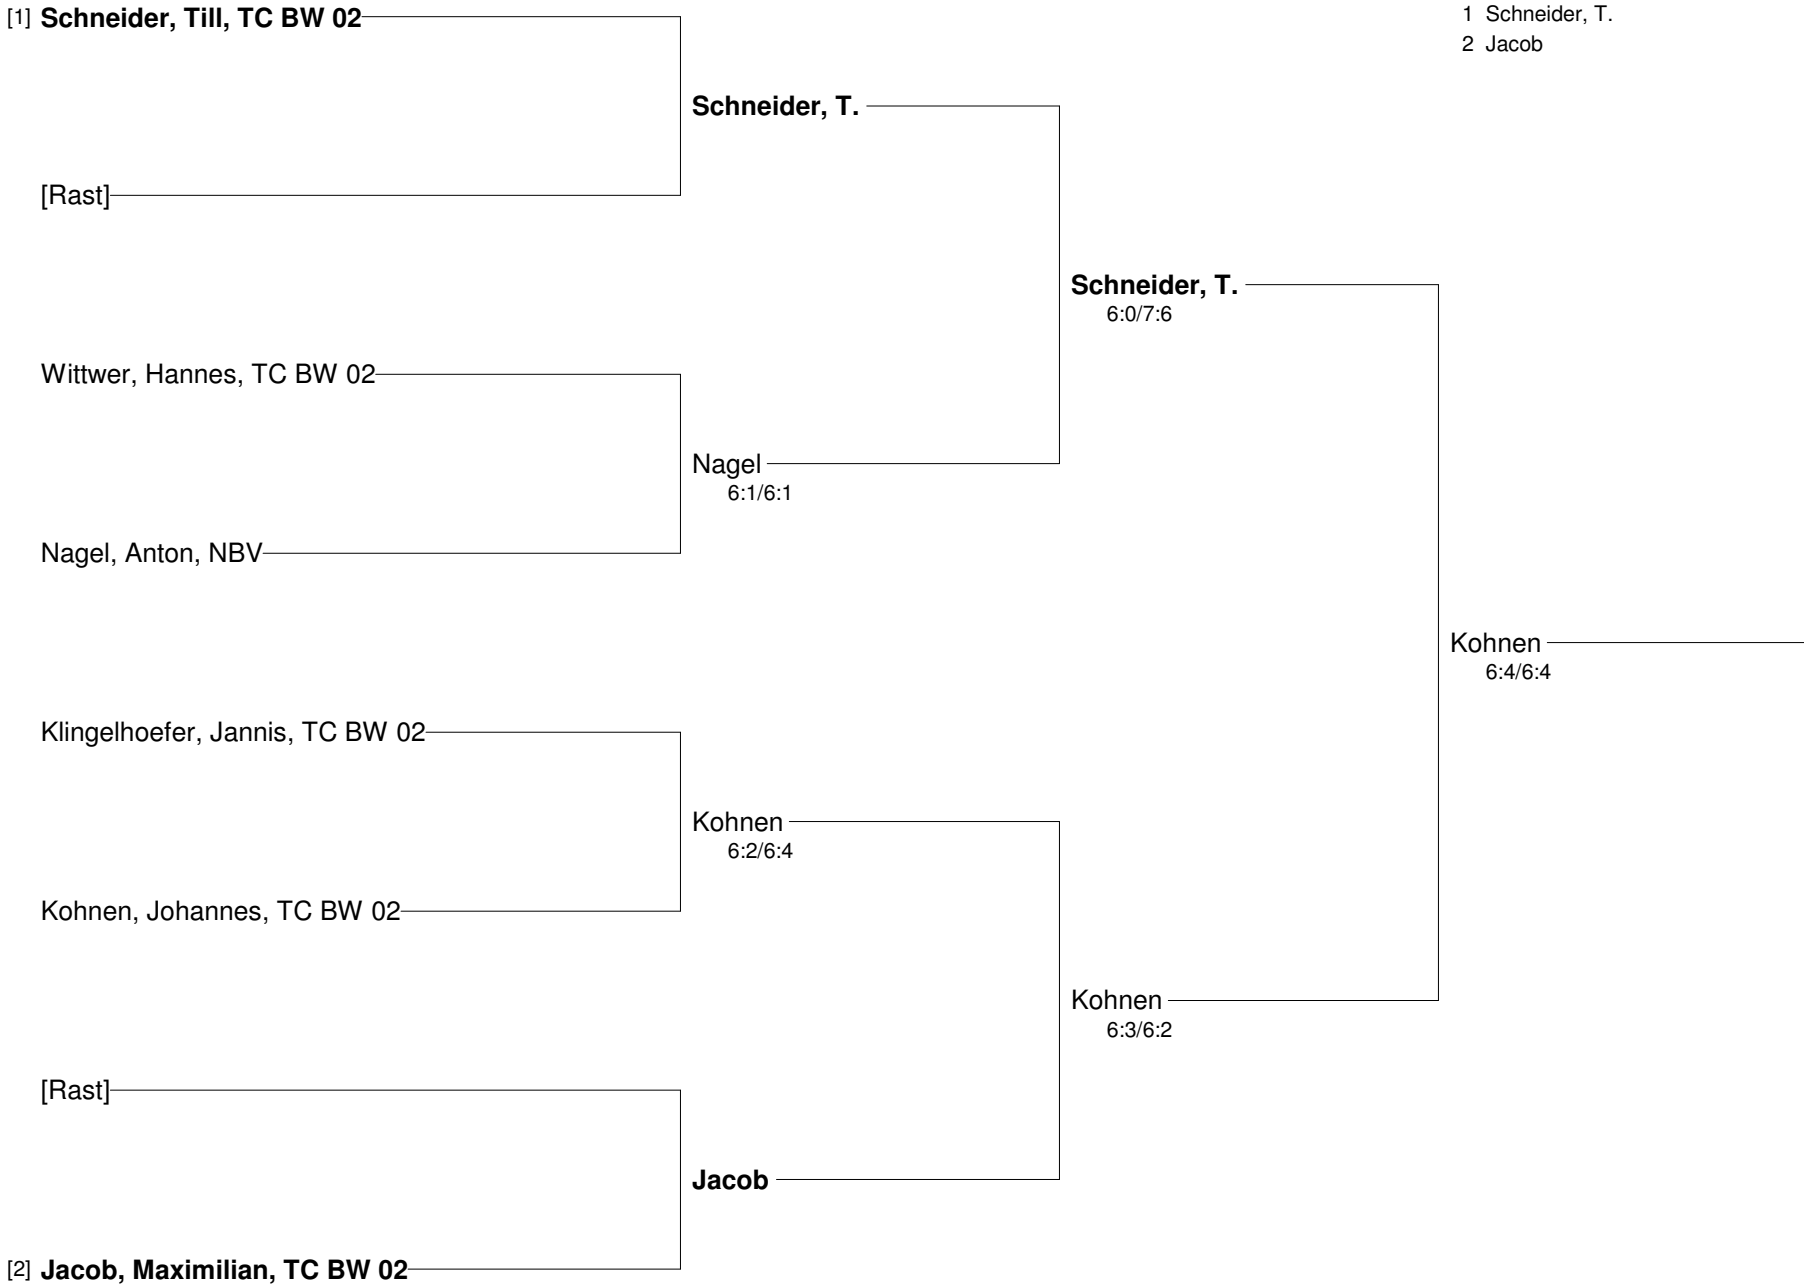 [1] Schneider, Till, TC BW 02
1 Schneider, T.
2 Jacob
Schneider, T.
[Rast]
Schneider, T.
6:0/7:6
Wittwer, Hannes, TC BW 02
Nagel
6:1/6:1
Nagel, Anton, NBV
Kohnen
6:4/6:4
Klingelhoefer, Jannis, TC BW 02
Kohnen
6:2/6:4
Kohnen, Johannes, TC BW 02
Kohnen
6:3/6:2
[Rast]
Jacob
[2] Jacob, Maximilian, TC BW 02